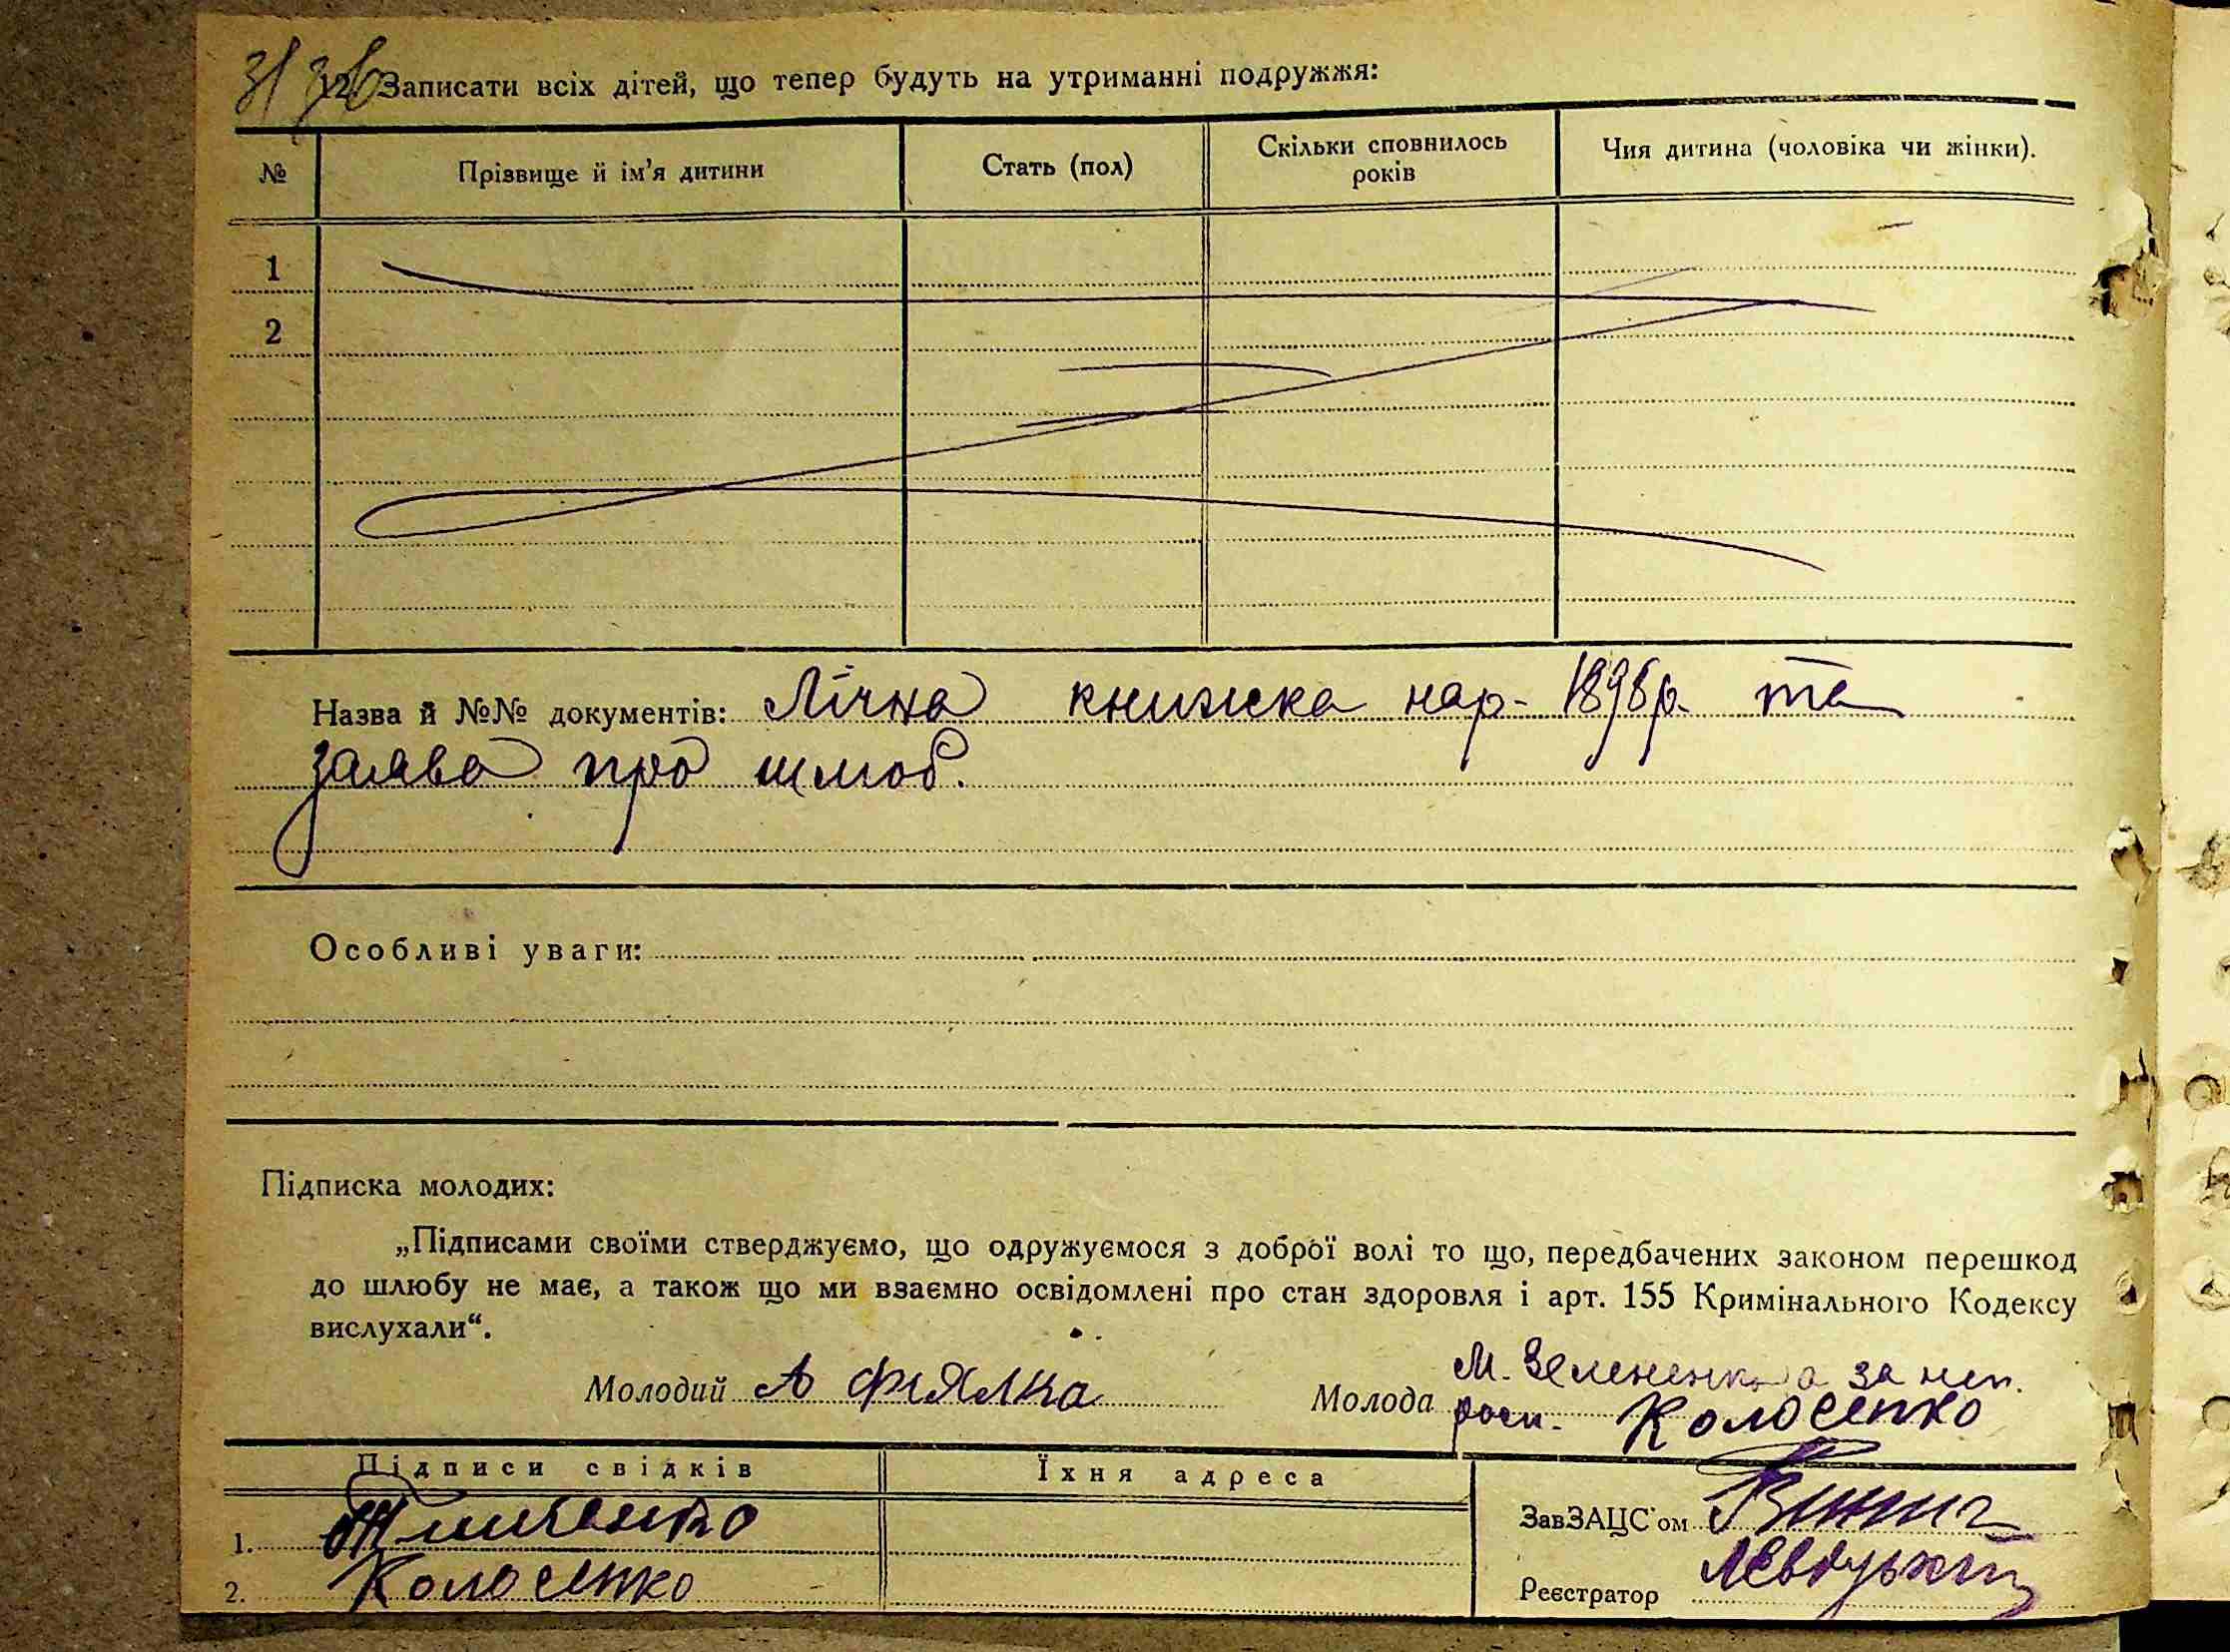 31 зв
12. Записати всіх дітей, що тепер будуть на утриманні подружжя:
№ Прізвище й ім’я дитини Стать (пол) Скільки сповнилось років Чия дитина (чоловіка чи жінки).
1
2
Назва й №№ документів: Лічна книжка нар. 1898р. та
заява про шлюб.
Особливі уваги:
Підписка молодих:
„Підписами своїми стверджуємо, що одружуємося з доброї волі то що, передбачених законом перешкод
до шлюбу не має, а також що ми взаємно освідомлені про стан здоровля і арт. 155 Кримінального Кодексу
вислухали“.
М. Зелененко а за неп.
Молодий А Фіялка Молода росп. Колосенко
Підписи свідків Їхня адреса
1.
ЗавЗАЦС’ом
2. Колосенко
Реєстратор